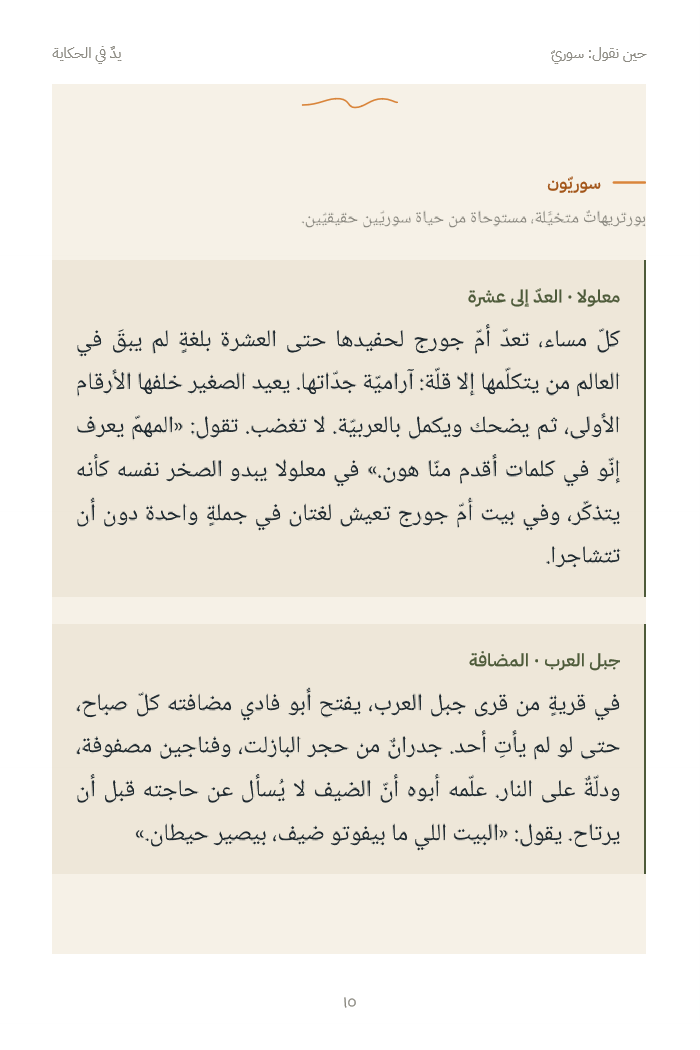 حين نقول: سوريّ
يدٌ في الحكاية
سوريّون
بورتريهاتٌ متخيَّلة، مستوحاة من حياة سوريّين حقيقيّين.
معلولا · العدّ إلى عشرة
كلّ مساء، تعدّ أمّ جورج لحفيدها حتى العشرة بلغةٍ لم يبقَ في
العالم من يتكلّمها إلا قلّة: آراميّة جدّاتها. يعيد الصغير خلفها الأرقام
الأولى، ثم يضحك ويكمل بالعربيّة. لا تغضب. تقول: «المهمّ يعرف
إنّو في كلمات أقدم منّا هون.» في معلولا يبدو الصخر نفسه كأنه
يتذكّر، وفي بيت أمّ جورج تعيش لغتان في جملةٍ واحدة دون أن
تتشاجرا.
جبل العرب · المضافة
في قريةٍ من قرى جبل العرب، يفتح أبو فادي مضافته كلّ صباح،
حتى لو لم يأتِ أحد. جدرانٌ من حجر البازلت، وفناجين مصفوفة،
ودلّةٌ على النار. علّمه أبوه أنّ الضيف لا يُسأل عن حاجته قبل أن
يرتاح. يقول: «البيت اللي ما بيفوتو ضيف، بيصير حيطان.»
١٥